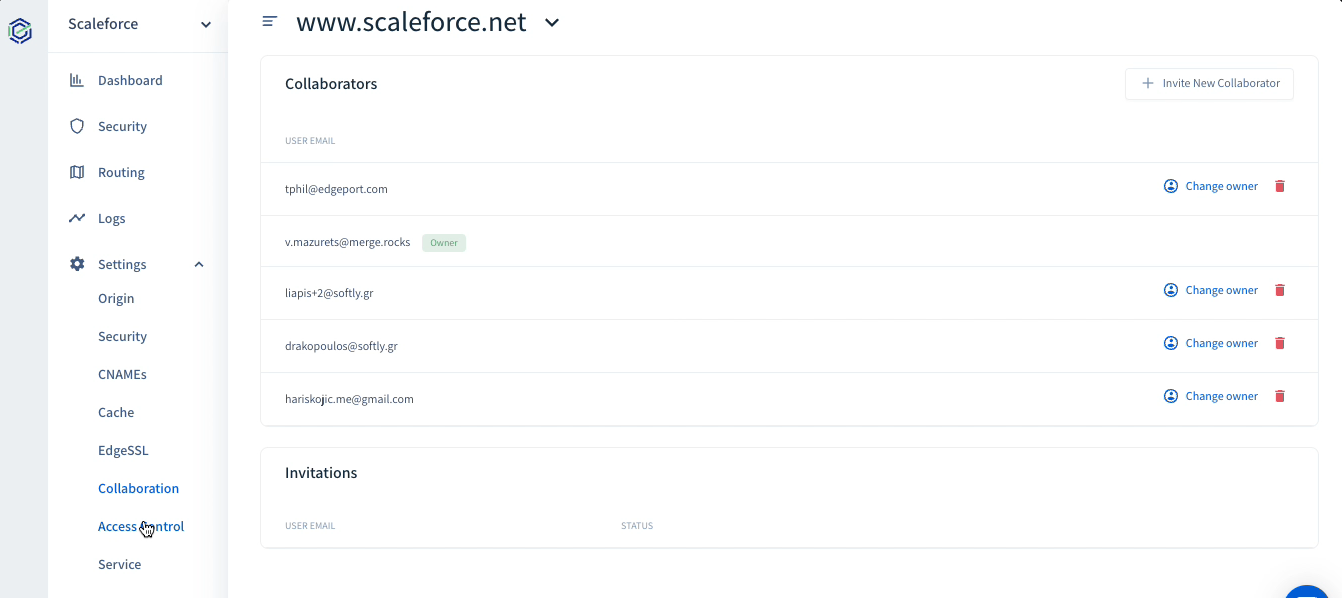 Scaleforce
Dashboard
Security
Routing
Logs
Settings
Origin
Security
CNAMEs
Cache
EdgeSSL
Collaboration
Access Control
Service
www.scaleforce.net
Collaborators
Invite New Collaborator
USER EMAIL
tphil@edgeport.com Change owner
v.mazurets@merge.rocks Owner
liapis+2@softly.gr Change owner
drakopoulos@softly.gr Change owner
hariskojic.me@gmail.com Change owner
Invitations
USER EMAIL STATUS